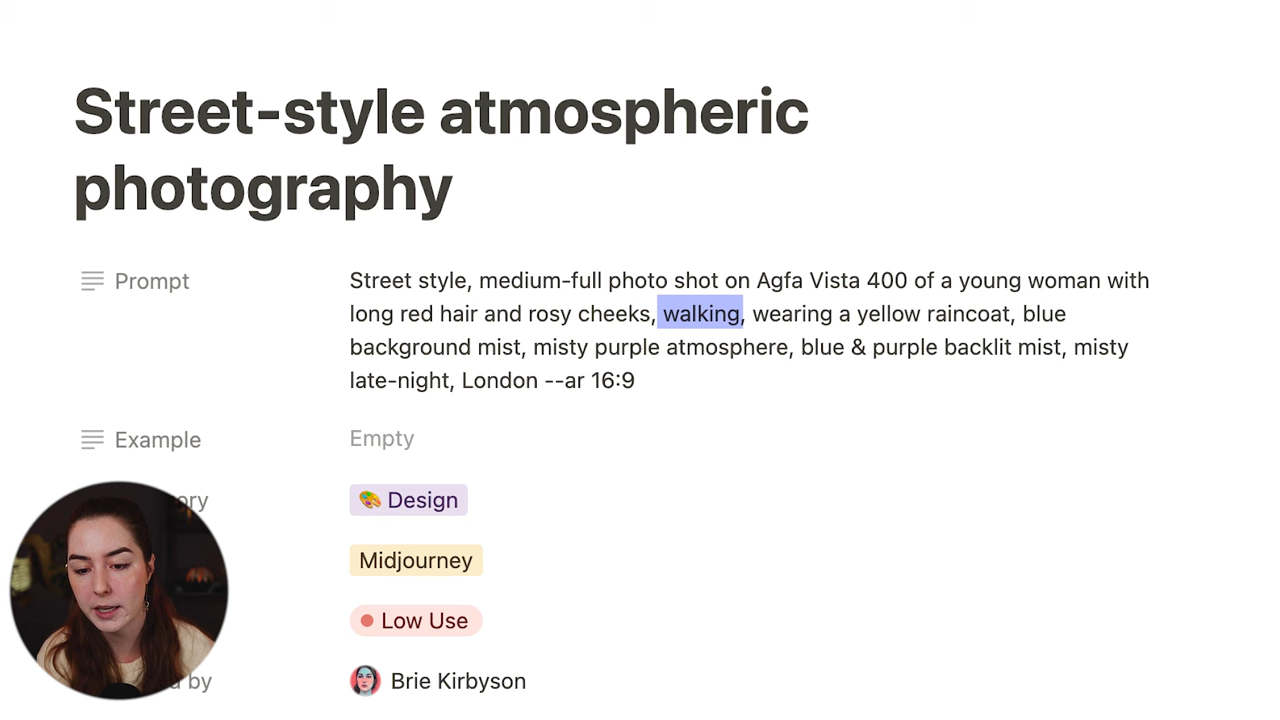 Street-style atmospheric
photography
Prompt
Street style, medium-full photo shot on Agfa Vista 400 of a young woman with
long red hair and rosy cheeks, walking, wearing a yellow raincoat, blue
background mist, misty purple atmosphere, blue & purple backlit mist, misty
late-night, London --ar 16:9
Example
Empty
ory
Design
Midjourney
Low Use
d by
Brie Kirbyson